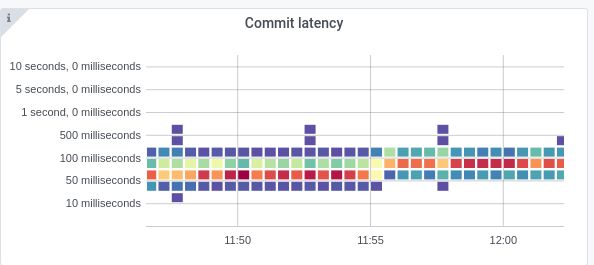 i
Commit latency
10 seconds, 0 milliseconds
5 seconds, 0 milliseconds
1 second, 0 milliseconds
500 milliseconds
100 milliseconds
50 milliseconds
10 milliseconds
11:50 11:55 12:00